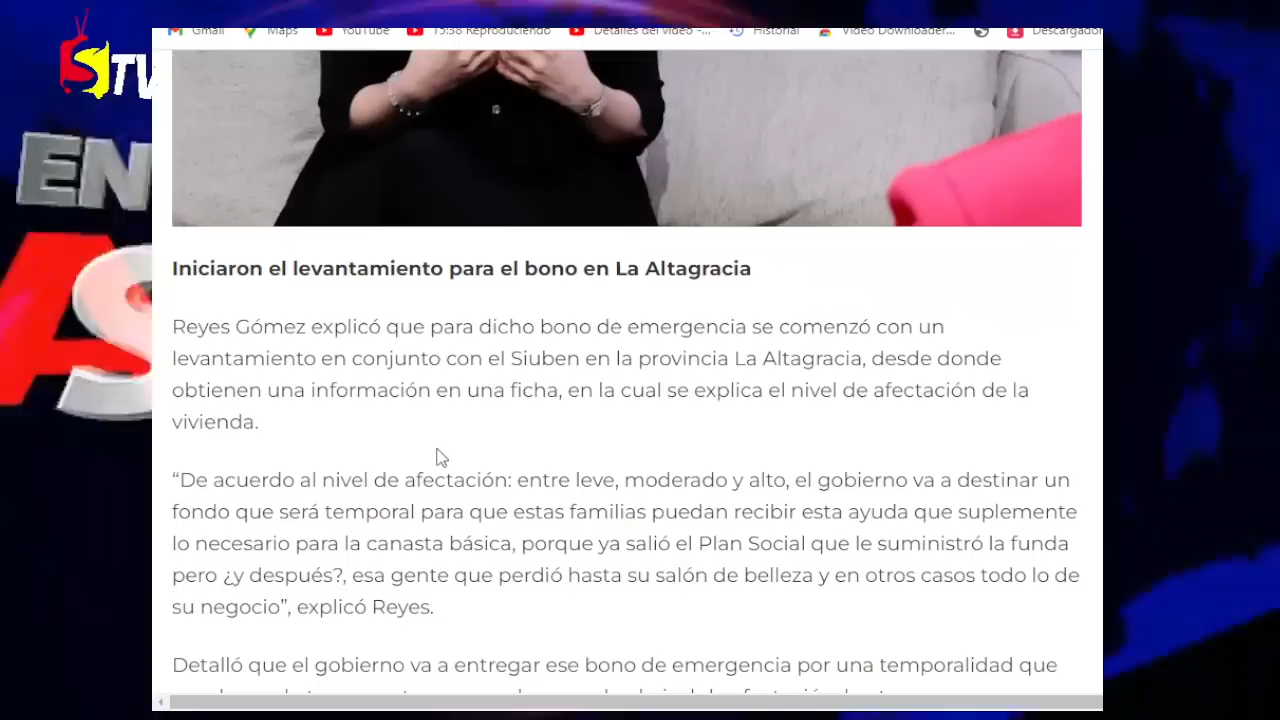 Gmail Maps YouTube 15:38 Reproduciendo Detalles del video -... Historial Video Downloader... Descargador
STV
EN
Iniciaron el levantamiento para el bono en La Altagracia
Reyes Gómez explicó que para dicho bono de emergencia se comenzó con un
levantamiento en conjunto con el Siuben en la provincia La Altagracia, desde donde
obtienen una información en una ficha, en la cual se explica el nivel de afectación de la
vivienda.
“De acuerdo al nivel de afectación: entre leve, moderado y alto, el gobierno va a destinar un
fondo que será temporal para que estas familias puedan recibir esta ayuda que suplemente
lo necesario para la canasta básica, porque ya salió el Plan Social que le suministró la funda
pero ¿y después?, esa gente que perdió hasta su salón de belleza y en otros casos todo lo de
su negocio”, explicó Reyes.
Detalló que el gobierno va a entregar ese bono de emergencia por una temporalidad que